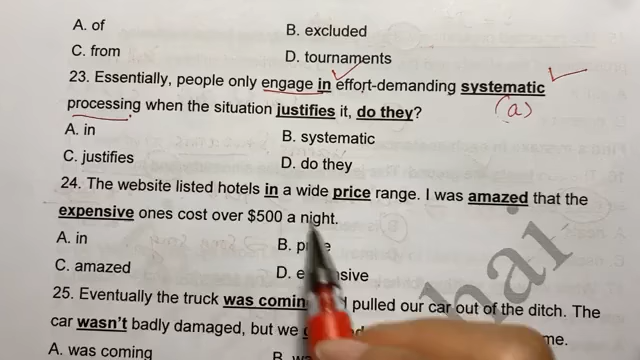 A. of
B. excluded
C. from
D. tournaments
23. Essentially, people only engage in effort-demanding systematic
processing when the situation justifies it, do they?
(a)
A. in
B. systematic
C. justifies
D. do they
24. The website listed hotels in a wide price range. I was amazed that the
expensive ones cost over $500 a night.
A. in
B.
C. amazed
D.
25. Eventually the truck was pulled our car out of the ditch. The
car wasn't badly damaged, but we me.
A. was coming
B.
hai